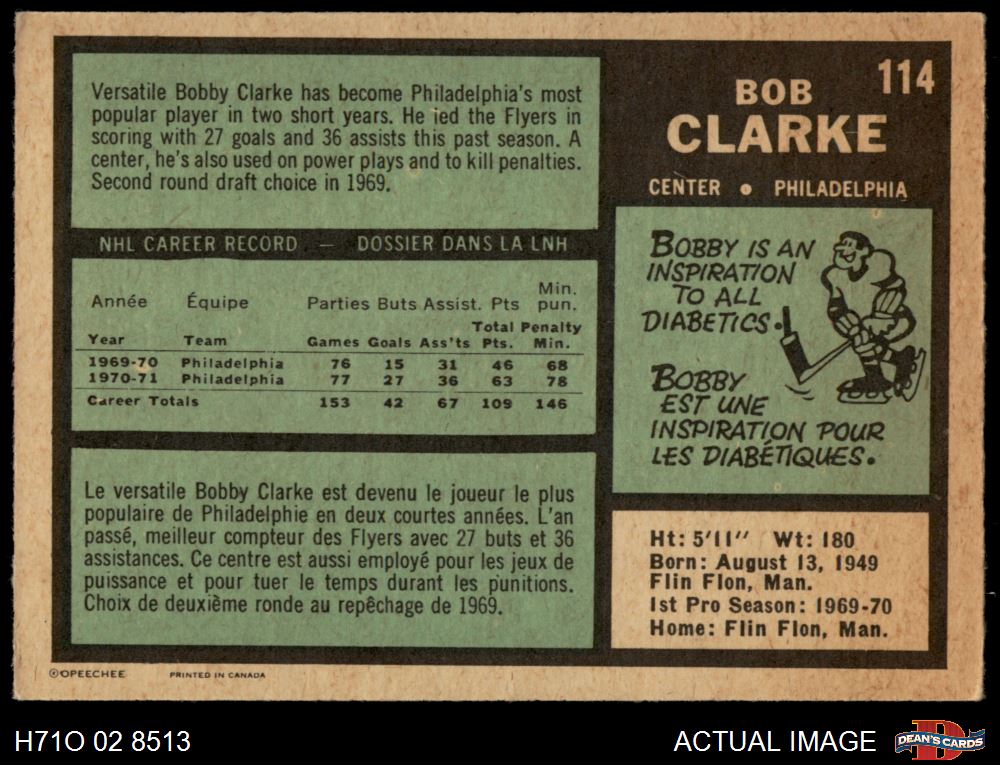 Versatile Bobby Clarke has become Philadelphia's most
popular player in two short years. He ied the Flyers in
scoring with 27 goals and 36 assists this past season. A
center, he's also used on power plays and to kill penalties.
Second round draft choice in 1969.
114
BOB
CLARKE
CENTER • PHILADELPHIA
NHL CAREER RECORD — DOSSIER DANS LA LNH
Année Équipe Parties Buts Assist. Pts Min. pun.
Year Team Games Goals Ass'ts Total Pts. Penalty Min.
1969-70 Philadelphia 76 15 31 46 68
1970-71 Philadelphia 77 27 36 63 78
Career Totals 153 42 67 109 146
BOBBY IS AN
INSPIRATION
TO ALL
DIABETICS.
BOBBY
EST UNE
INSPIRATION POUR
LES DIABÉTIQUES.
Le versatile Bobby Clarke est devenu le joueur le plus
populaire de Philadelphie en deux courtes années. L'an
passé, meilleur compteur des Flyers avec 27 buts et 36
assistances. Ce centre est aussi employé pour les jeux de
puissance et pour tuer le temps durant les punitions.
Choix de deuxième ronde au repêchage de 1969.
Ht: 5'11" Wt: 180
Born: August 13, 1949
Flin Flon, Man.
1st Pro Season: 1969-70
Home: Flin Flon, Man.
©OPEECHEE PRINTED IN CANADA
H71O 02 8513
ACTUAL IMAGE
D
DEAN'S CARDS